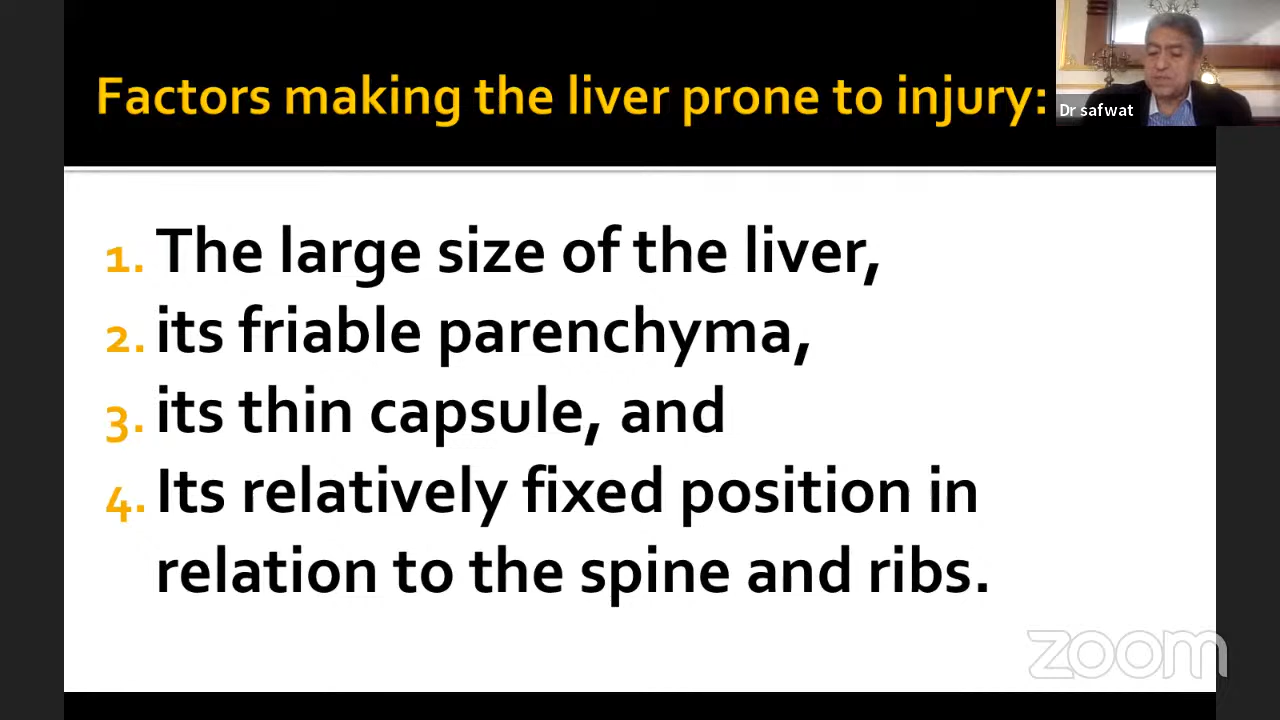 Factors making the liver prone to injury:
Dr safwat
1. The large size of the liver,
2. its friable parenchyma,
3. its thin capsule, and
4. Its relatively fixed position in
relation to the spine and ribs.
zoom